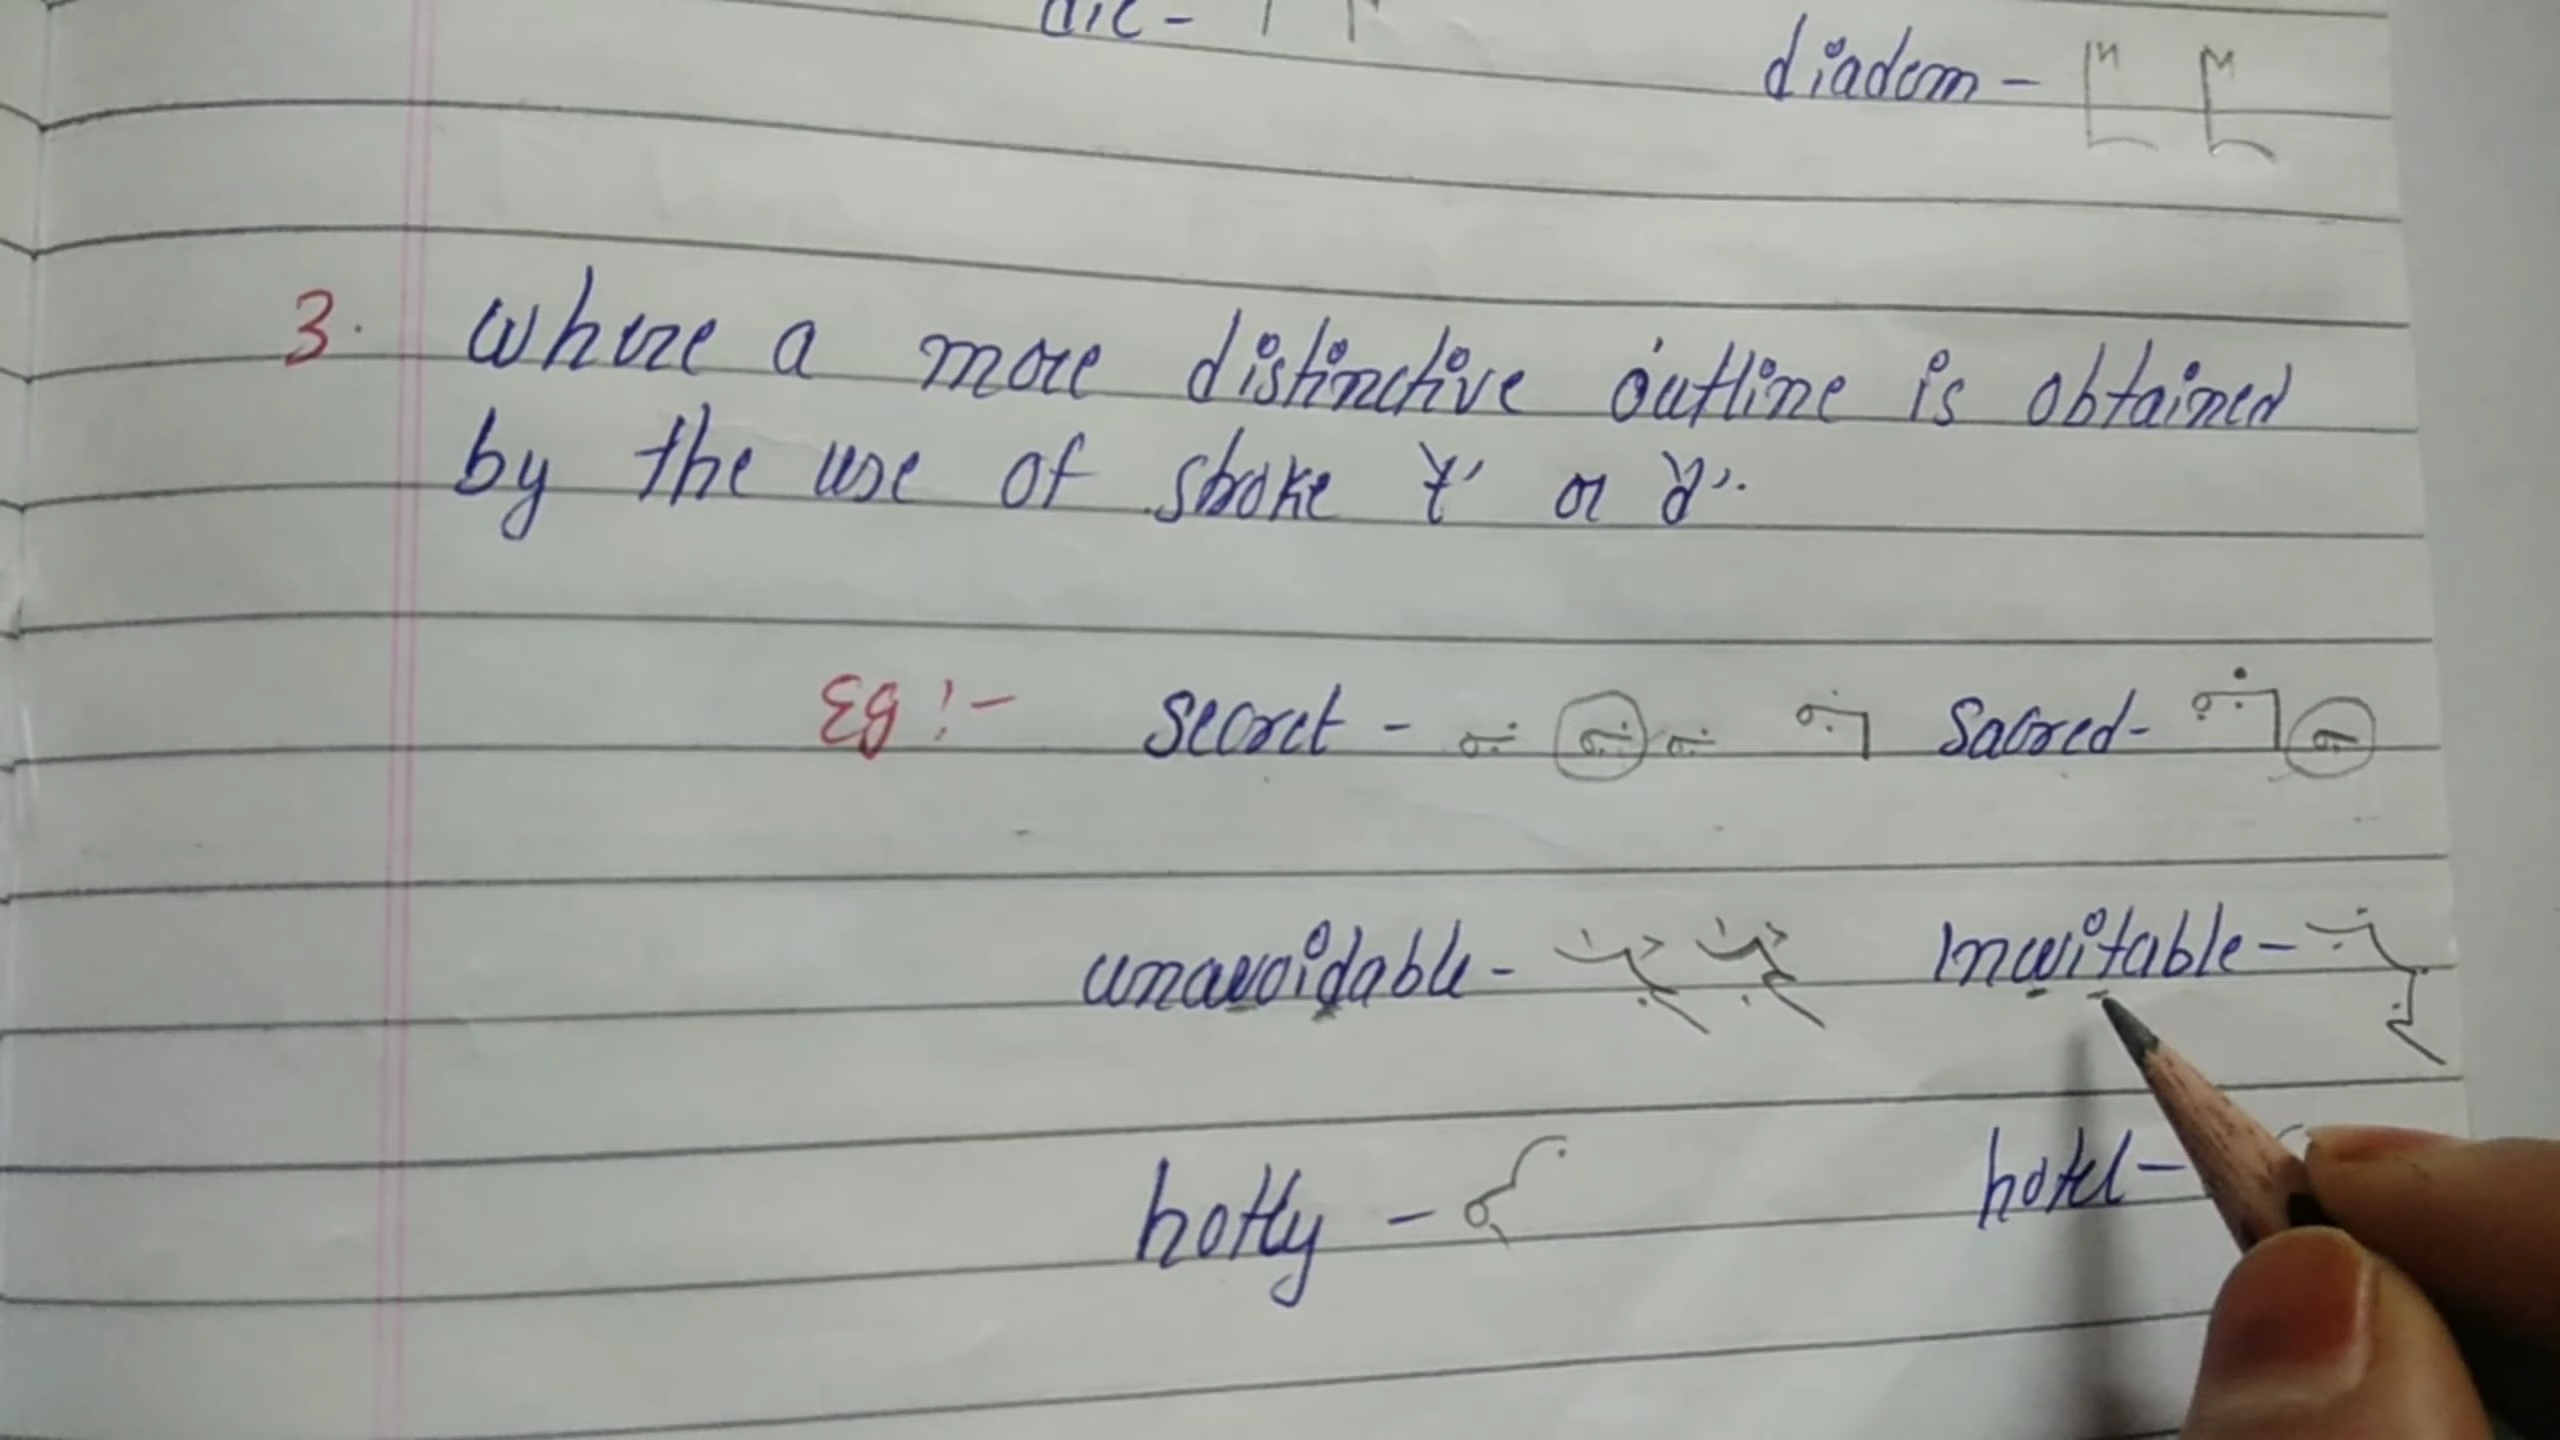 diadem -
3. Where a more distinctive outline is obtained
by the use of stroke 't' or 'd'.
Eg :- Secret - Sacred -
unavoidable - Inevitable -
hotly - hotel -